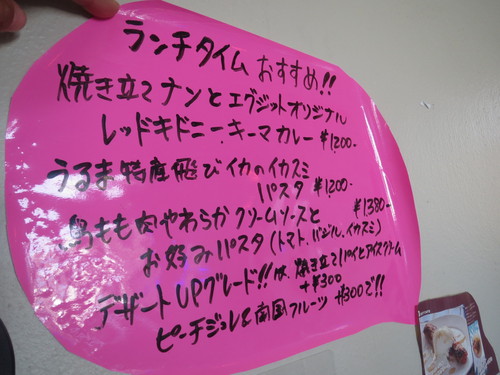 ランチタイム おすすめ!!
焼き立てナンとエヴジットオリジナル
レッドキドニー・キーマカレー ¥1200-
うるま特産飛びイカのイカスミ
パスタ ¥1200-
鳥もも肉やわらかクリームソースと ¥1380-
お好みパスタ(トマト、バジル、イカスミ)
デザートUPグレード!!は、焼き立てパイとアイスクリーム
+¥300
ピーチジュレ&南国フルーツ +¥300で!!